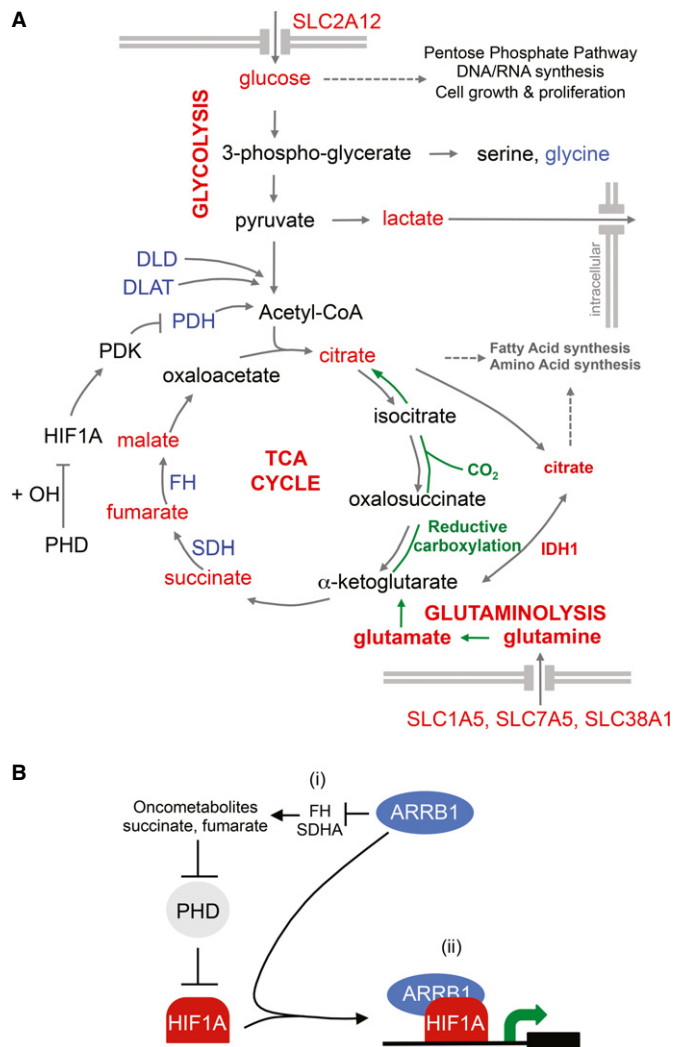 A
SLC2A12
glucose
Pentose Phosphate Pathway
DNA/RNA synthesis
Cell growth & proliferation
GLYCOLYSIS
3-phospho-glycerate
serine, glycine
pyruvate
lactate
intracellular
DLD
DLAT
PDH
Acetyl-CoA
PDK
citrate
Fatty Acid synthesis
Amino Acid synthesis
oxaloacetate
isocitrate
HIF1A
malate
TCA
CYCLE
CO2
citrate
+ OH
FH
oxalosuccinate
fumarate
Reductive
carboxylation
IDH1
PHD
SDH
succinate
α-ketoglutarate
GLUTAMINOLYSIS
glutamate
glutamine
SLC1A5, SLC7A5, SLC38A1
B
(i)
Oncometabolites
succinate, fumarate
FH
SDHA
ARRB1
PHD
(ii)
ARRB1
HIF1A
HIF1A